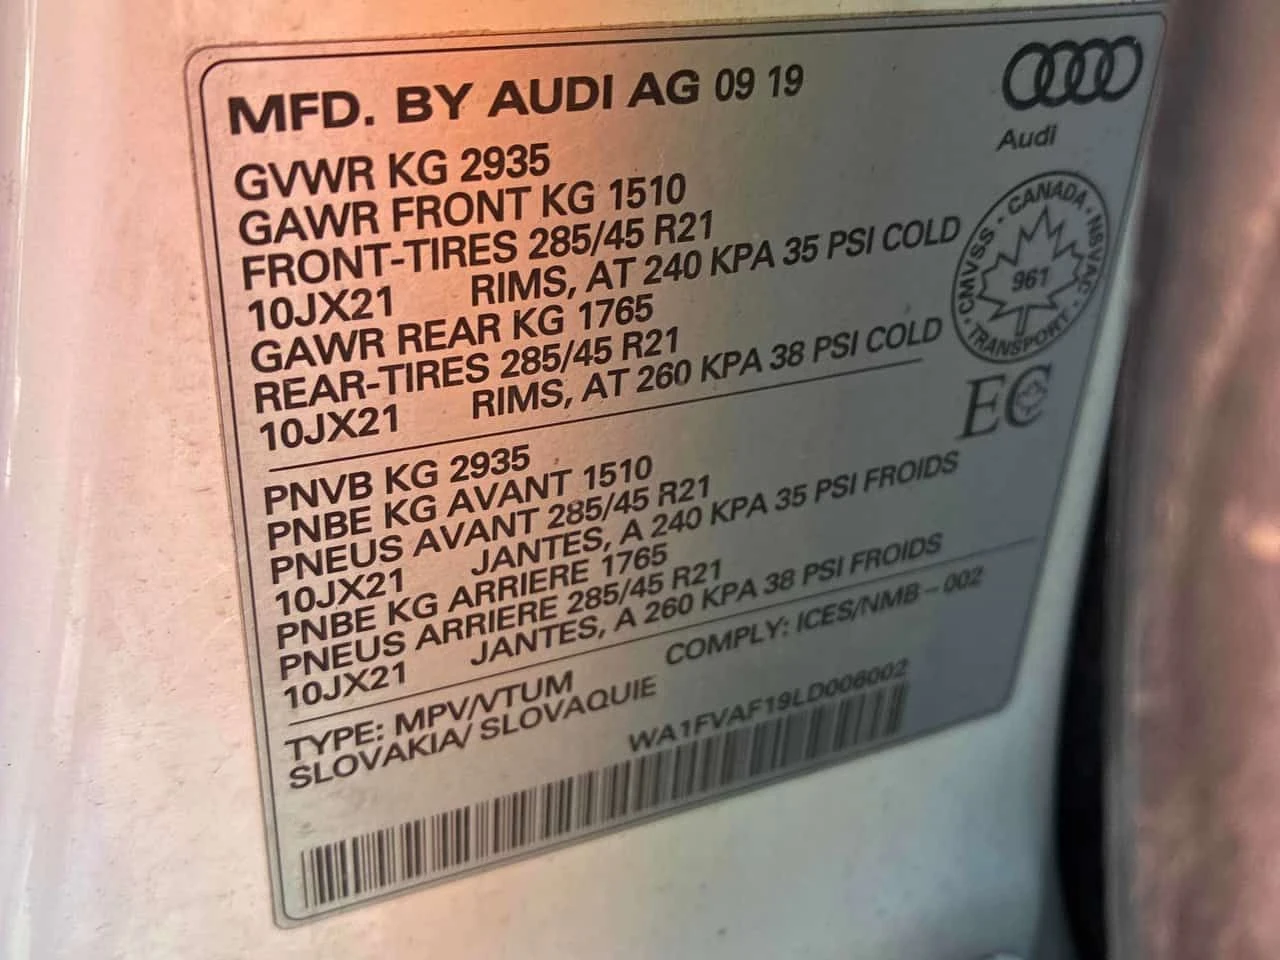 MFD. BY AUDI AG 09 19
Audi
GVWR KG 2935
GAWR FRONT KG 1510
FRONT-TIRES 285/45 R21
10JX21 RIMS, AT 240 KPA 35 PSI COLD
GAWR REAR KG 1765
REAR-TIRES 285/45 R21
10JX21 RIMS, AT 260 KPA 38 PSI COLD
CMVSS · CANADA · NSVAC · TRANSPORT ·
961
EC
PNVB KG 2935
PNBE KG AVANT 1510
PNEUS AVANT 285/45 R21
10JX21 JANTES, A 240 KPA 35 PSI FROIDS
PNBE KG ARRIERE 1765
PNEUS ARRIERE 285/45 R21
10JX21 JANTES, A 260 KPA 38 PSI FROIDS
TYPE: MPV/VTUM COMPLY: ICES/NMB-002
SLOVAKIA/ SLOVAQUIE
WA1FVAF19LD006002